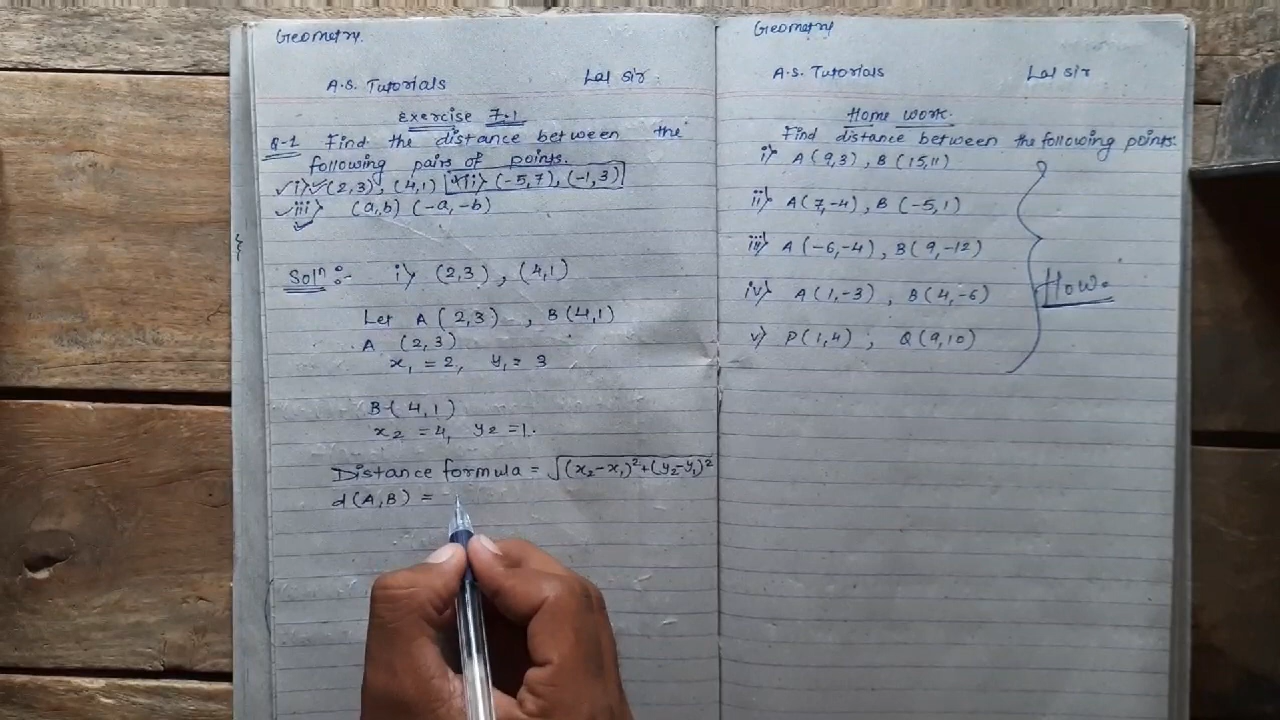 Geometry.
A.S. Tutorials Lal sir
Exercise 7.1
Q-1 Find the distance between the
following pairs of points.
i) (2,3), (4,1) ii) (-5,7), (-1,3)
iii) (a,b) (-a,-b)
Solⁿ :- i) (2,3), (4,1)
Let A (2,3) , B(4,1)
A (2,3)
x₁ = 2, y₁ = 3
B(4,1)
x₂ = 4, y₂ = 1.
Distance formula = √(x₂-x₁)²+(y₂-y₁)²
d(A,B) =
Geometry
A.S. Tutorials Lal sir
Home work.
Find distance between the following points.
i) A(9,3), B(15,11)
ii) A(7,-4), B(-5,1)
iii) A(-6,-4), B(9,-12)
iv) A(1,-3), B(4,-6)
v) P(1,4) ; Q(9,10)
H.ow.